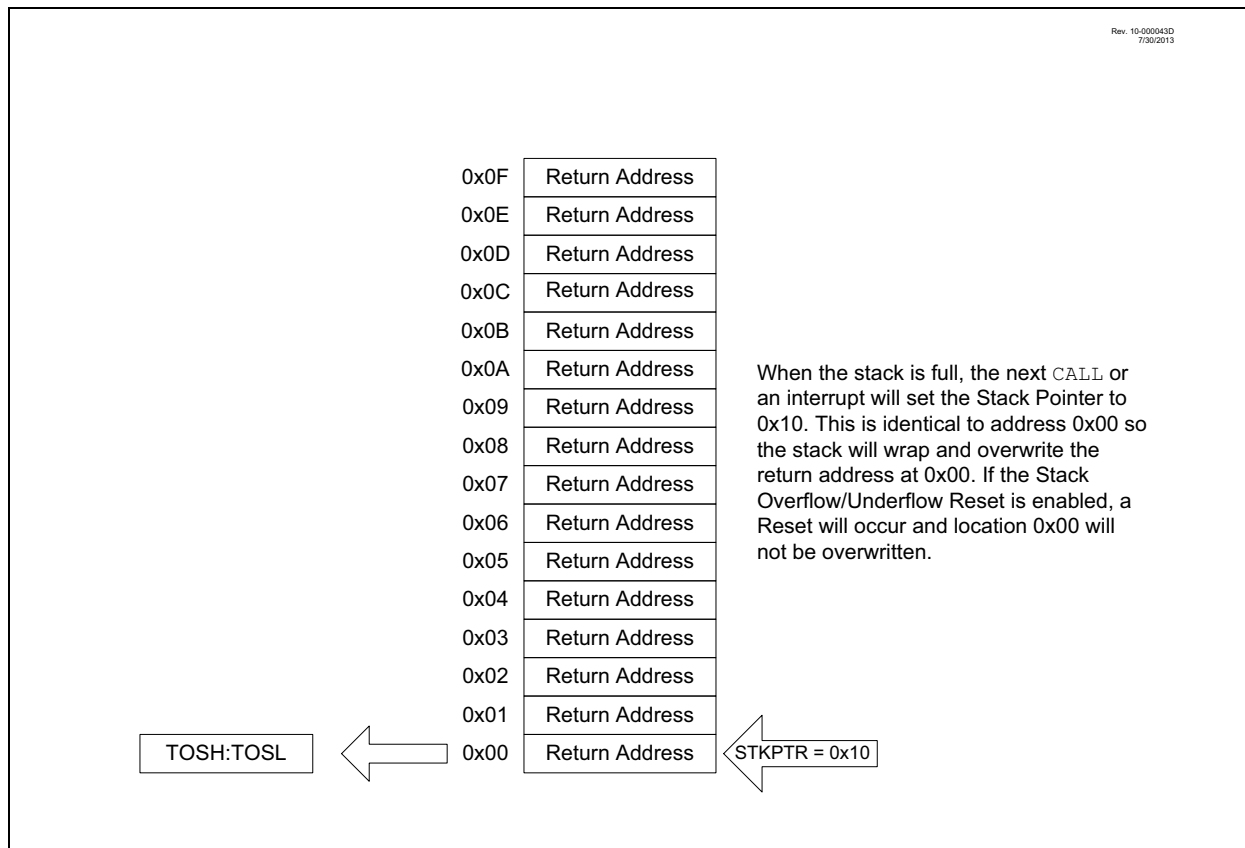 Rev. 10-000043D
7/30/2013
0x0F Return Address
0x0E Return Address
0x0D Return Address
0x0C Return Address
0x0B Return Address
0x0A Return Address
0x09 Return Address
0x08 Return Address
0x07 Return Address
0x06 Return Address
0x05 Return Address
0x04 Return Address
0x03 Return Address
0x02 Return Address
0x01 Return Address
TOSH:TOSL 0x00 Return Address STKPTR = 0x10
When the stack is full, the next CALL or
an interrupt will set the Stack Pointer to
0x10. This is identical to address 0x00 so
the stack will wrap and overwrite the
return address at 0x00. If the Stack
Overflow/Underflow Reset is enabled, a
Reset will occur and location 0x00 will
not be overwritten.